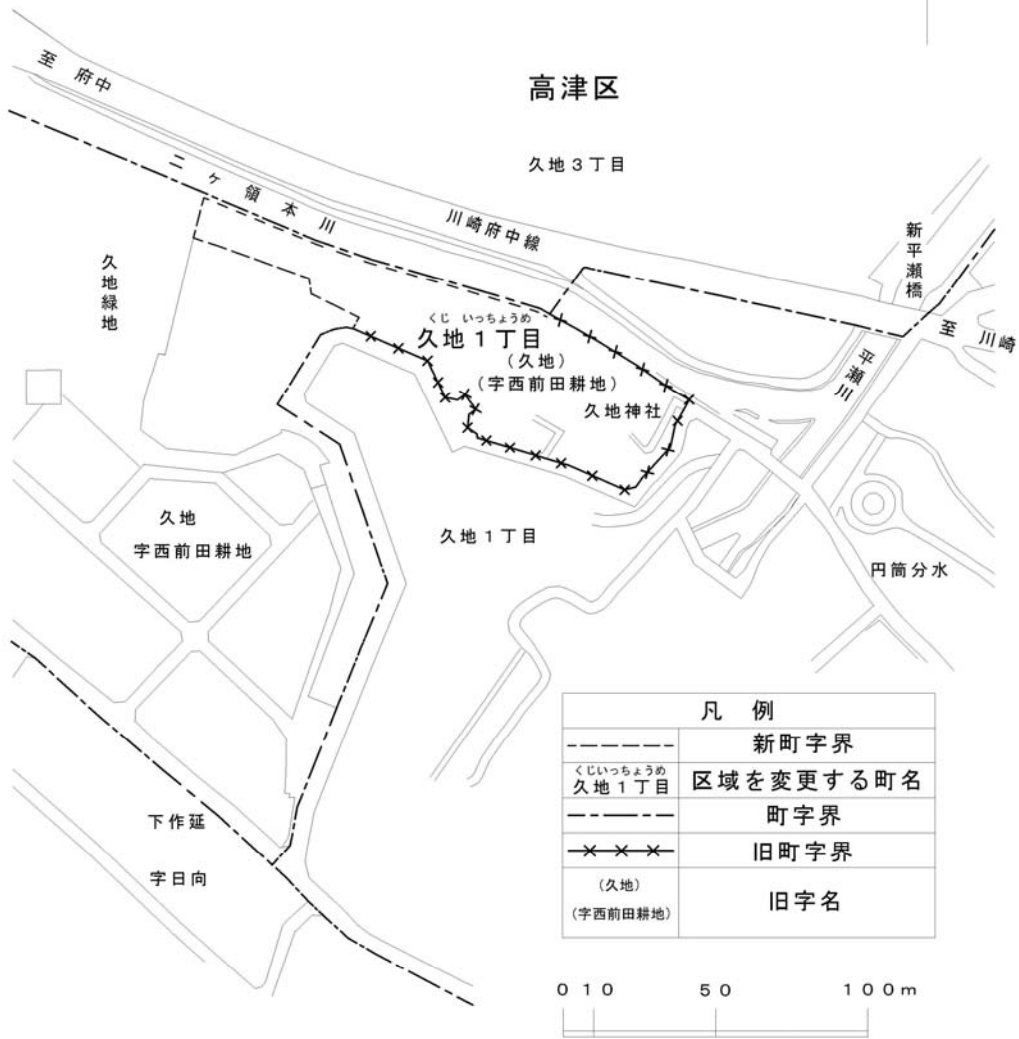 高津区
至 府中
久地３丁目
二ヶ領本川
川崎府中線
新平瀬橋
至 川崎
平瀬川
久地緑地
くじ いっちょうめ
久地１丁目
（久地）
（字西前田耕地）
久地神社
久地
字西前田耕地
久地１丁目
円筒分水
下作延
字日向
凡 例
新町字界
くじいっちょうめ
久地１丁目 区域を変更する町名
町字界
旧町字界
（久地）
（字西前田耕地） 旧字名
0 10 50 100m